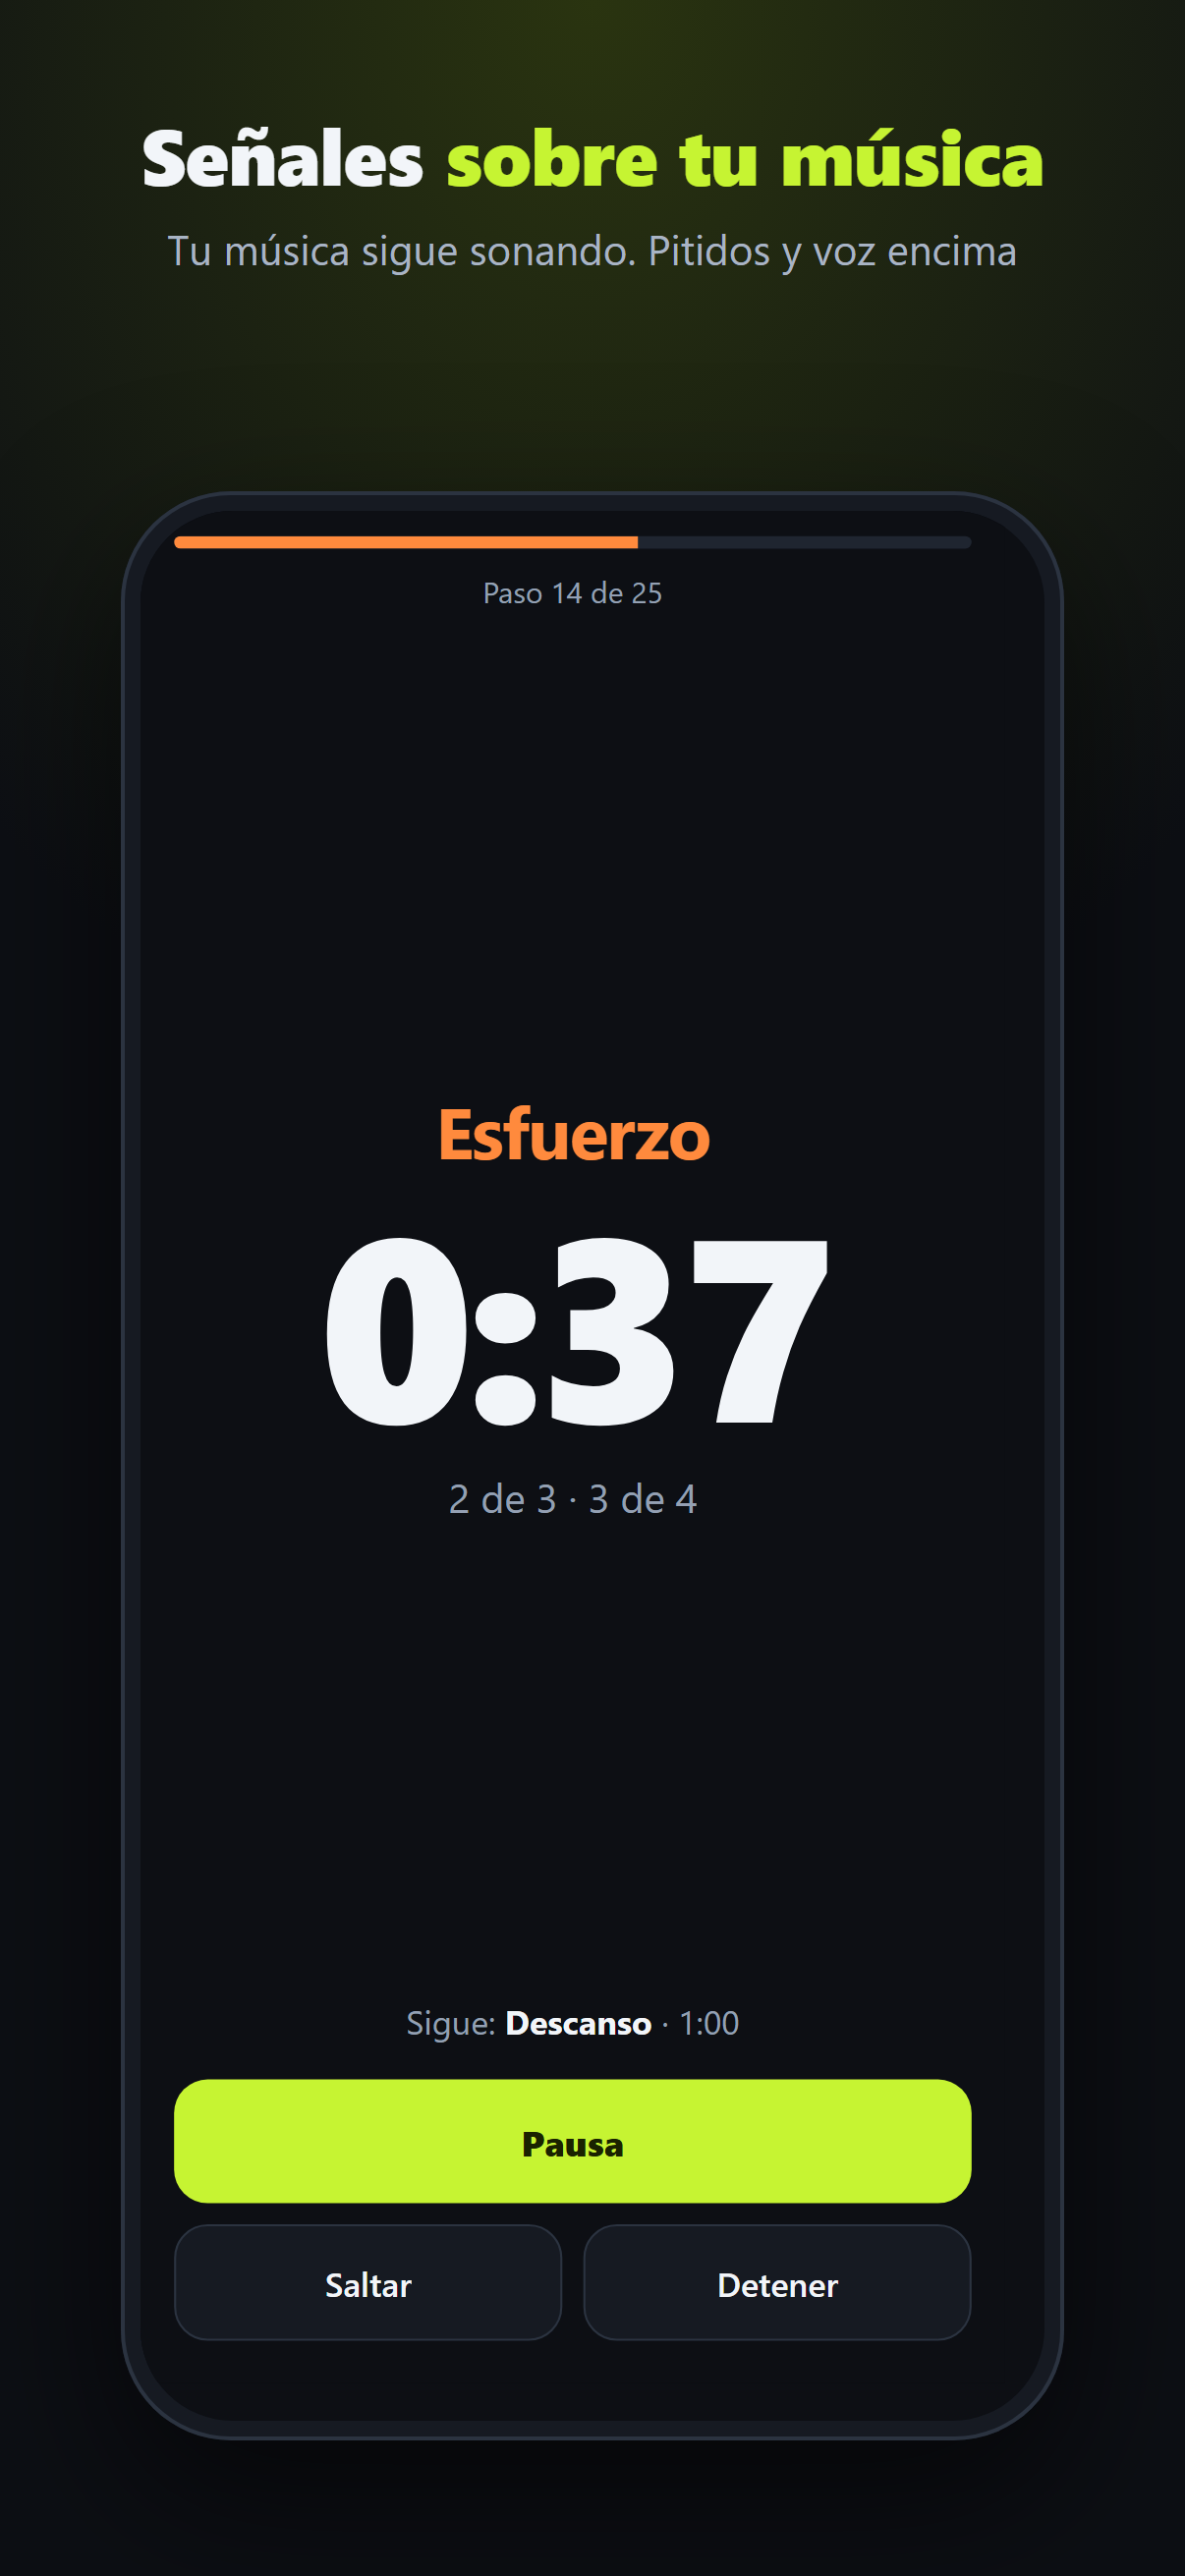 Señales sobre tu música
Tu música sigue sonando. Pitidos y voz encima
Paso 14 de 25
Esfuerzo
0:37
2 de 3 · 3 de 4
Sigue: Descanso · 1:00
Pausa
Saltar
Detener